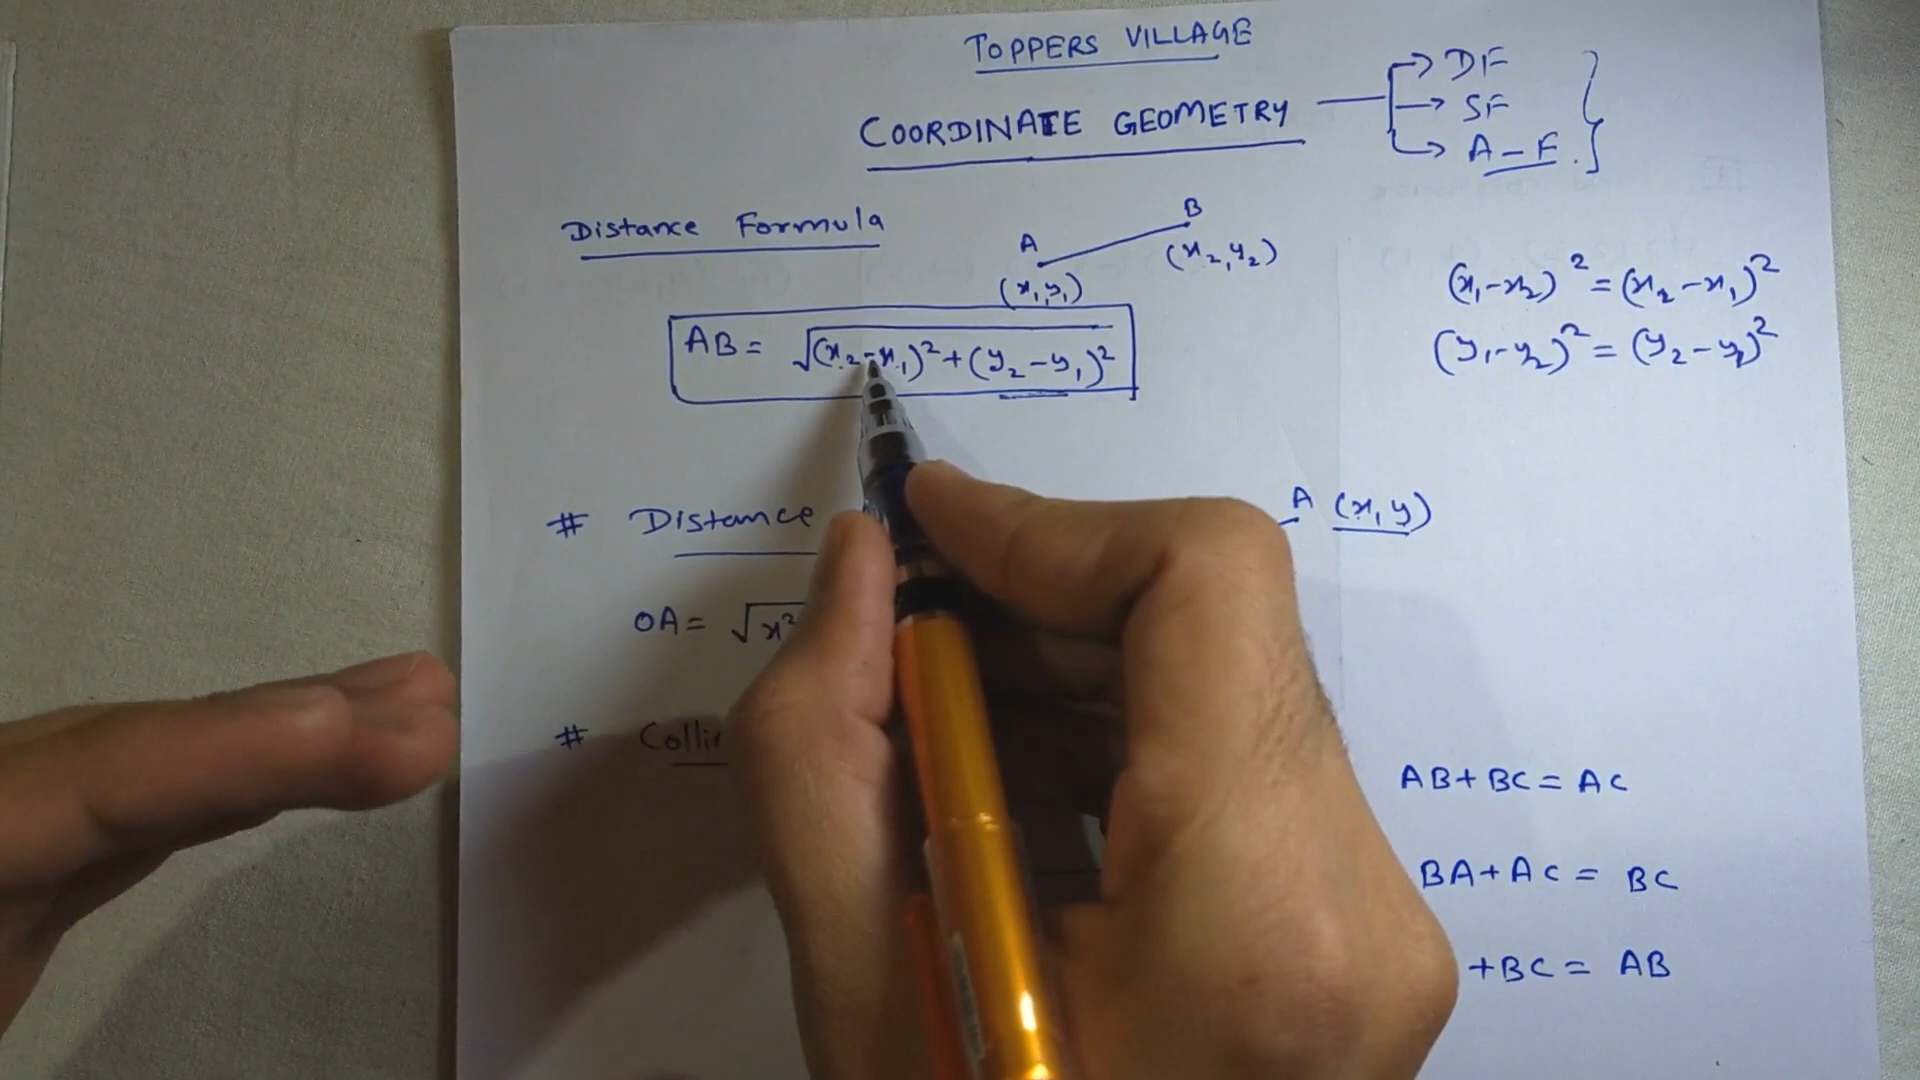 TOPPERS VILLAGE
COORDINATE GEOMETRY → DF
→ SF
→ A-F.
Distance Formula
A B
(x₁,y₁) (x₂,y₂)
AB = √(x₂-x₁)²+(y₂-y₁)²
(x₁-x₂)² = (x₂-x₁)²
(y₁-y₂)² = (y₂-y₁)²
# Distance A (x,y)
OA = √x²
#
AB+BC = AC
BA+AC = BC
+BC = AB